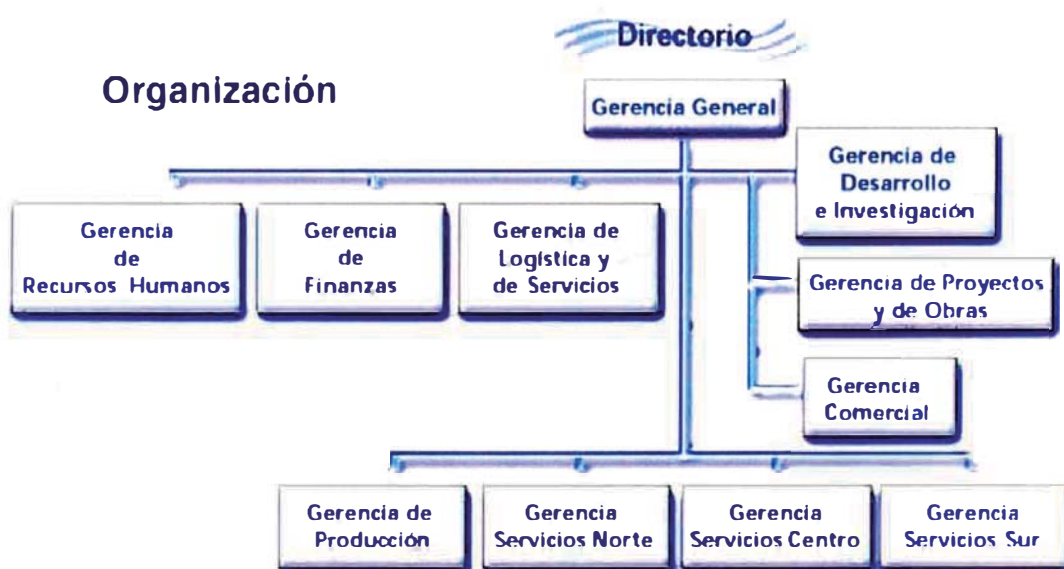 Directorio
Organización
Gerencia General
Gerencia de
Desarrollo
e Investigación
Gerencia
de
Recursos Humanos
Gerencia
de
Finanzas
Gerencia de
Logística y
de Servicios
Gerencia de Proyectos
y de Obras
Gerencia
Comercial
Gerencia de
Producción
Gerencia
Servicios Norte
Gerencia
Servicios Centro
Gerencia
Servicios Sur